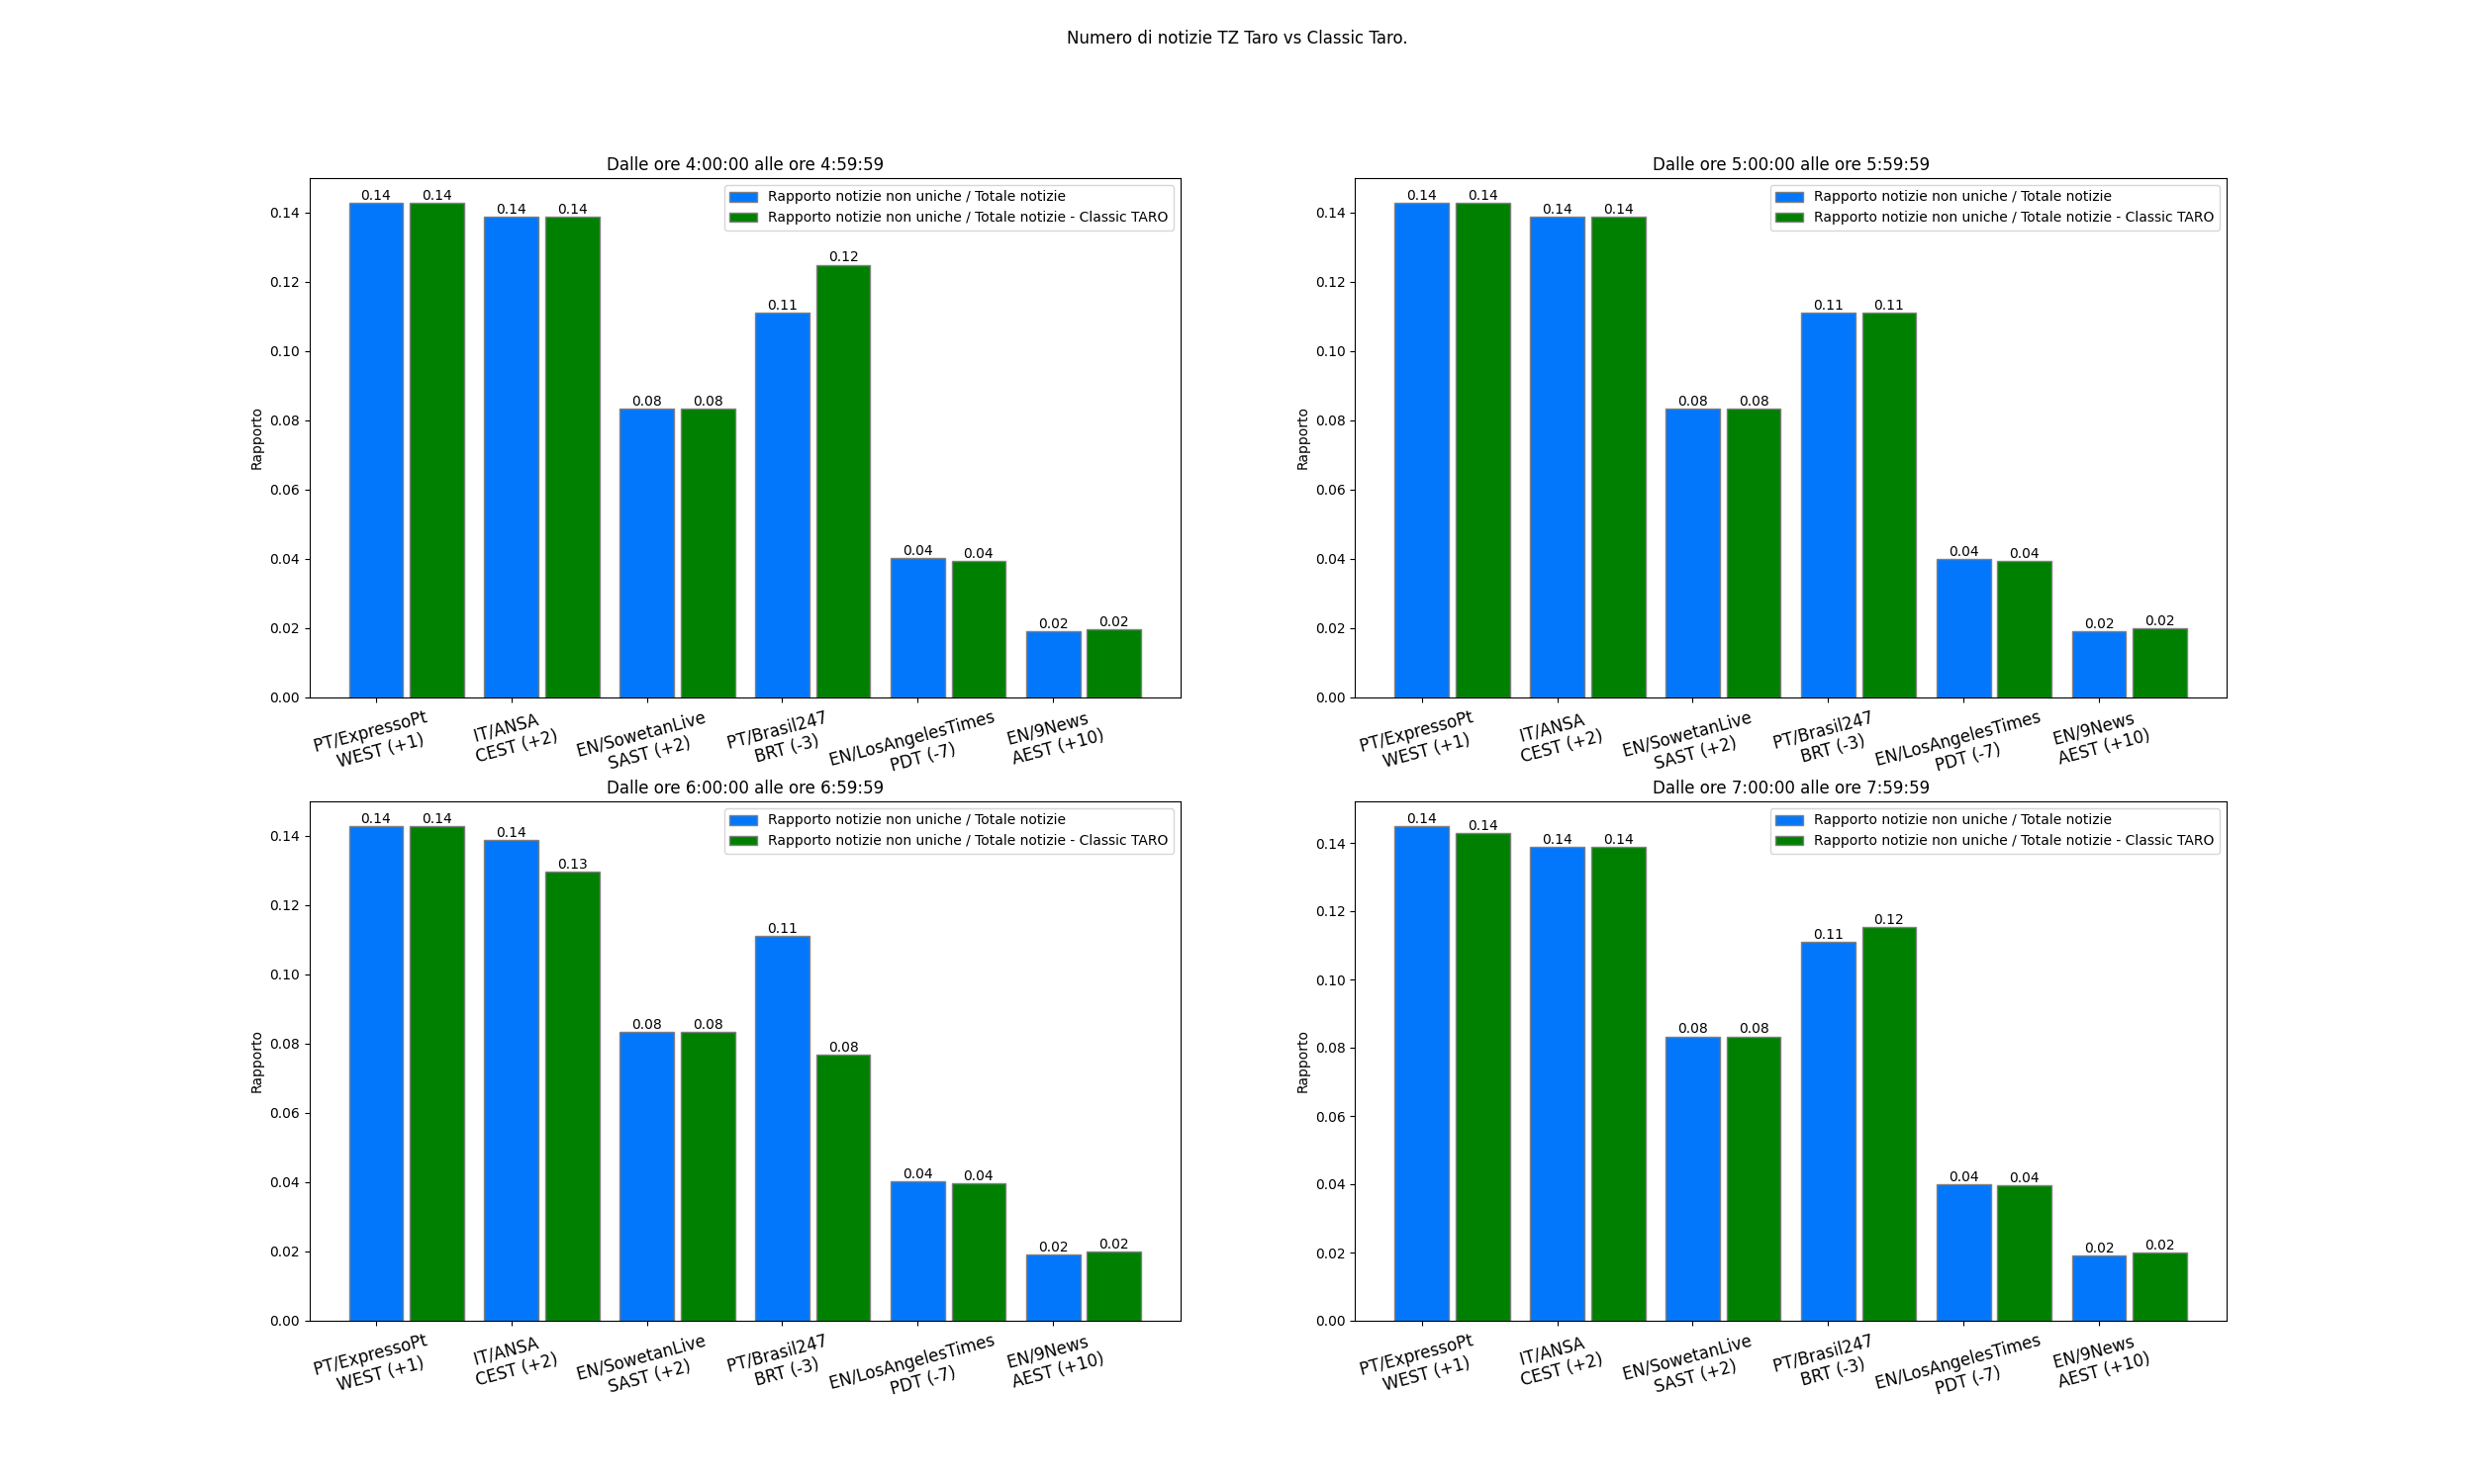 Numero di notizie TZ Taro vs Classic Taro.
Dalle ore 4:00:00 alle ore 4:59:59
Rapporto notizie non uniche / Totale notizie
Rapporto notizie non uniche / Totale notizie - Classic TARO
Rapporto
0.14
0.12
0.10
0.08
0.06
0.04
0.02
0.00
0.14 0.14 0.14 0.14 0.08 0.08 0.11 0.12 0.04 0.04 0.02 0.02
PT/ExpressoPt
WEST (+1)
IT/ANSA
CEST (+2)
EN/SowetanLive
SAST (+2)
PT/Brasil247
BRT (-3)
EN/LosAngelesTimes
PDT (-7)
EN/9News
AEST (+10)
Dalle ore 5:00:00 alle ore 5:59:59
Rapporto notizie non uniche / Totale notizie
Rapporto notizie non uniche / Totale notizie - Classic TARO
Rapporto
0.14
0.12
0.10
0.08
0.06
0.04
0.02
0.00
0.14 0.14 0.14 0.14 0.08 0.08 0.11 0.11 0.04 0.04 0.02 0.02
PT/ExpressoPt
WEST (+1)
IT/ANSA
CEST (+2)
EN/SowetanLive
SAST (+2)
PT/Brasil247
BRT (-3)
EN/LosAngelesTimes
PDT (-7)
EN/9News
AEST (+10)
Dalle ore 6:00:00 alle ore 6:59:59
Rapporto notizie non uniche / Totale notizie
Rapporto notizie non uniche / Totale notizie - Classic TARO
Rapporto
0.14
0.12
0.10
0.08
0.06
0.04
0.02
0.00
0.14 0.14 0.14 0.13 0.08 0.08 0.11 0.08 0.04 0.04 0.02 0.02
PT/ExpressoPt
WEST (+1)
IT/ANSA
CEST (+2)
EN/SowetanLive
SAST (+2)
PT/Brasil247
BRT (-3)
EN/LosAngelesTimes
PDT (-7)
EN/9News
AEST (+10)
Dalle ore 7:00:00 alle ore 7:59:59
Rapporto notizie non uniche / Totale notizie
Rapporto notizie non uniche / Totale notizie - Classic TARO
Rapporto
0.14
0.12
0.10
0.08
0.06
0.04
0.02
0.00
0.14 0.14 0.14 0.14 0.08 0.08 0.11 0.12 0.04 0.04 0.02 0.02
PT/ExpressoPt
WEST (+1)
IT/ANSA
CEST (+2)
EN/SowetanLive
SAST (+2)
PT/Brasil247
BRT (-3)
EN/LosAngelesTimes
PDT (-7)
EN/9News
AEST (+10)